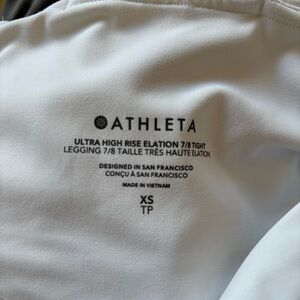 ATHLETA
ULTRA HIGH RISE ELATION 7/8 TIGHT
LEGGING 7/8 TAILLE TRÈS HAUTE ELATION
DESIGNED IN SAN FRANCISCO
CONÇU À SAN FRANCISCO
MADE IN VIETNAM
XS
TP